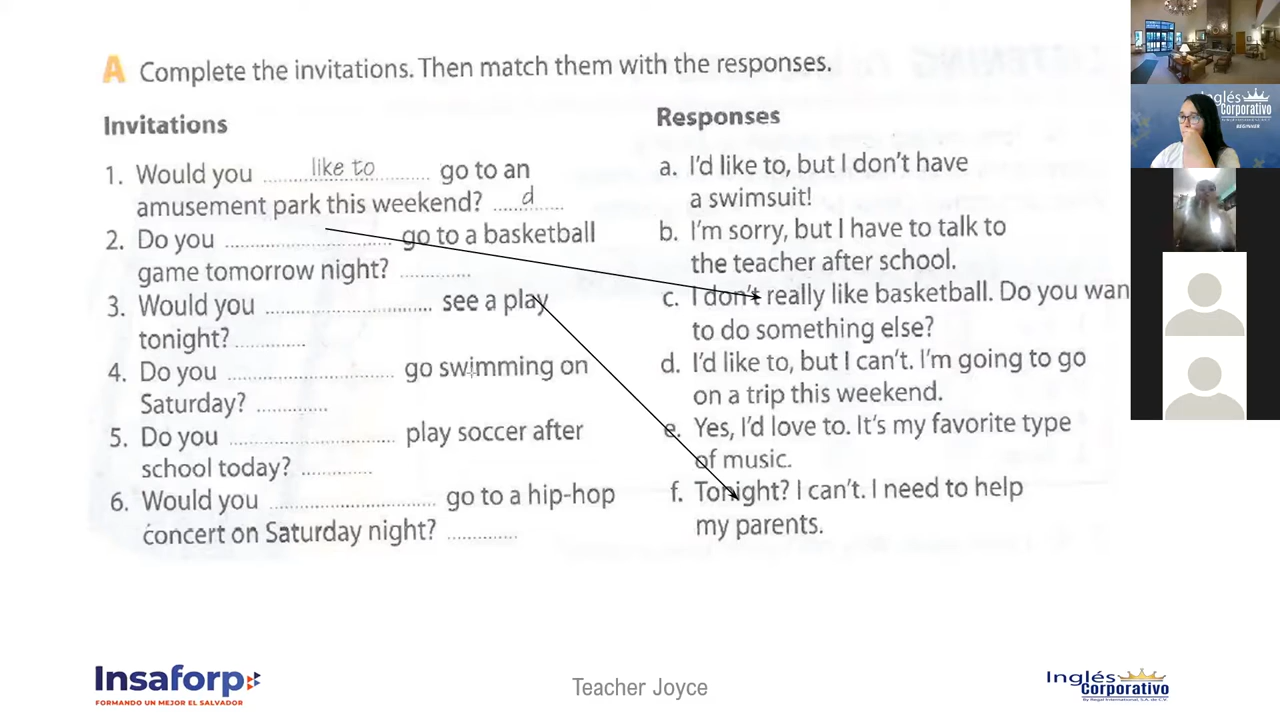 A Complete the invitations. Then match them with the responses.
Invitations
1. Would you like to go to an
amusement park this weekend? d
2. Do you ........ go to a basketball
game tomorrow night? ........
3. Would you ........ see a play
tonight? ........
4. Do you ........ go swimming on
Saturday? ........
5. Do you ........ play soccer after
school today? ........
6. Would you ........ go to a hip-hop
concert on Saturday night? ........
Responses
a. I'd like to, but I don't have
a swimsuit!
b. I'm sorry, but I have to talk to
the teacher after school.
c. I don't really like basketball. Do you wan
to do something else?
d. I'd like to, but I can't. I'm going to go
on a trip this weekend.
e. Yes, I'd love to. It's my favorite type
of music.
f. Tonight? I can't. I need to help
my parents.
Inglés
Corporativo
BEGINNER
Insaforp
FORMANDO UN MEJOR EL SALVADOR
Teacher Joyce
Inglés
Corporativo
By Regal International, S.A. de C.V.